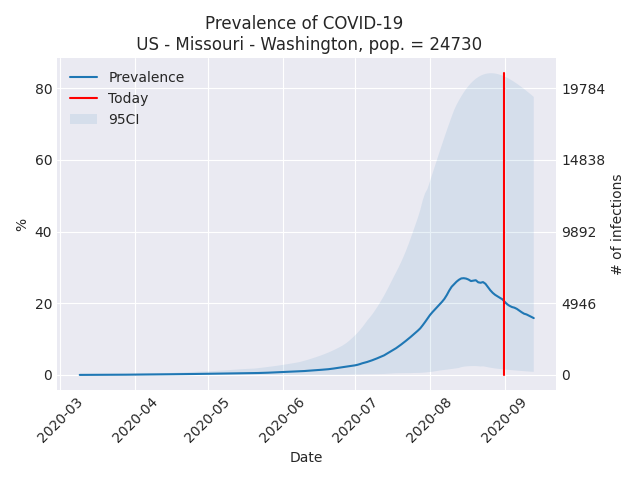 Prevalence of COVID-19
US - Missouri - Washington, pop. = 24730
Prevalence
Today
95CI
80
60
40
20
0
%
19784
14838
9892
4946
0
# of infections
2020-03
2020-04
2020-05
2020-06
2020-07
2020-08
2020-09
Date